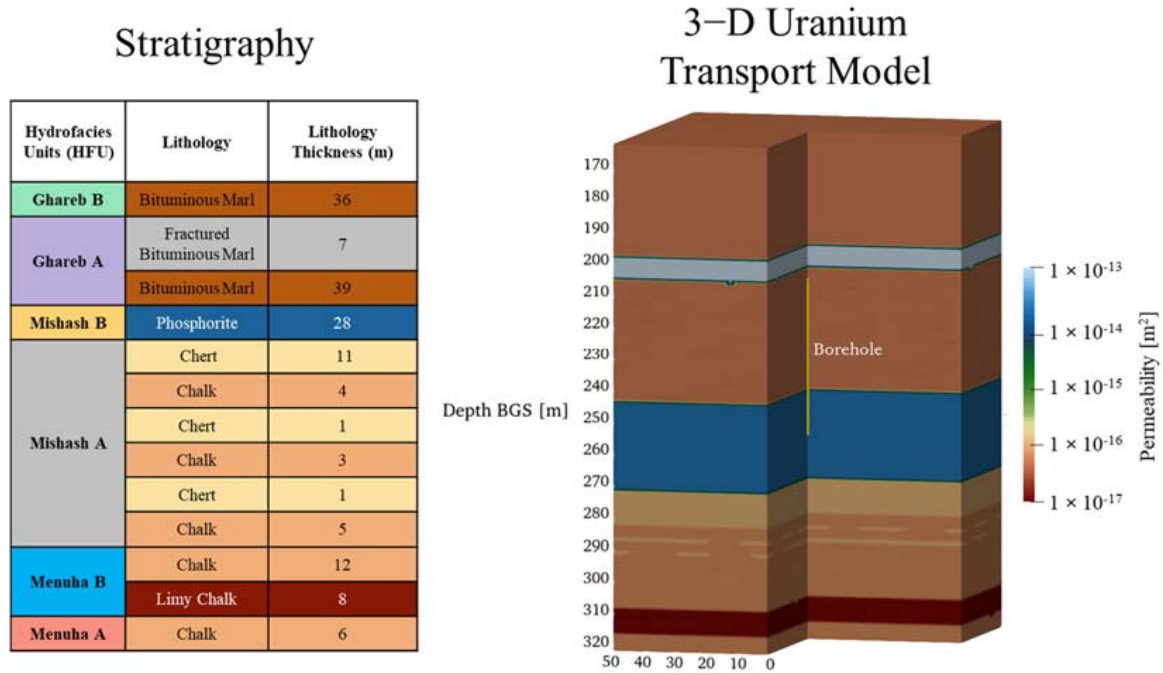 Stratigraphy
Hydrofacies
Units (HFU)
Lithology
Lithology
Thickness (m)
Ghareb B
Bituminous Marl
36
Ghareb A
Fractured
Bituminous Marl
7
Bituminous Marl
39
Mishash B
Phosphorite
28
Mishash A
Chert
11
Chalk
4
Chert
1
Chalk
3
Chert
1
Chalk
5
Menuha B
Chalk
12
Limy Chalk
8
Menuha A
Chalk
6
3–D Uranium
Transport Model
Depth BGS [m]
170
180
190
200
210
220
230
240
250
260
270
280
290
300
310
320
50 40 30 20 10 0
Borehole
1 × 10-13
1 × 10-14
1 × 10-15
1 × 10-16
1 × 10-17
Permeability [m2]